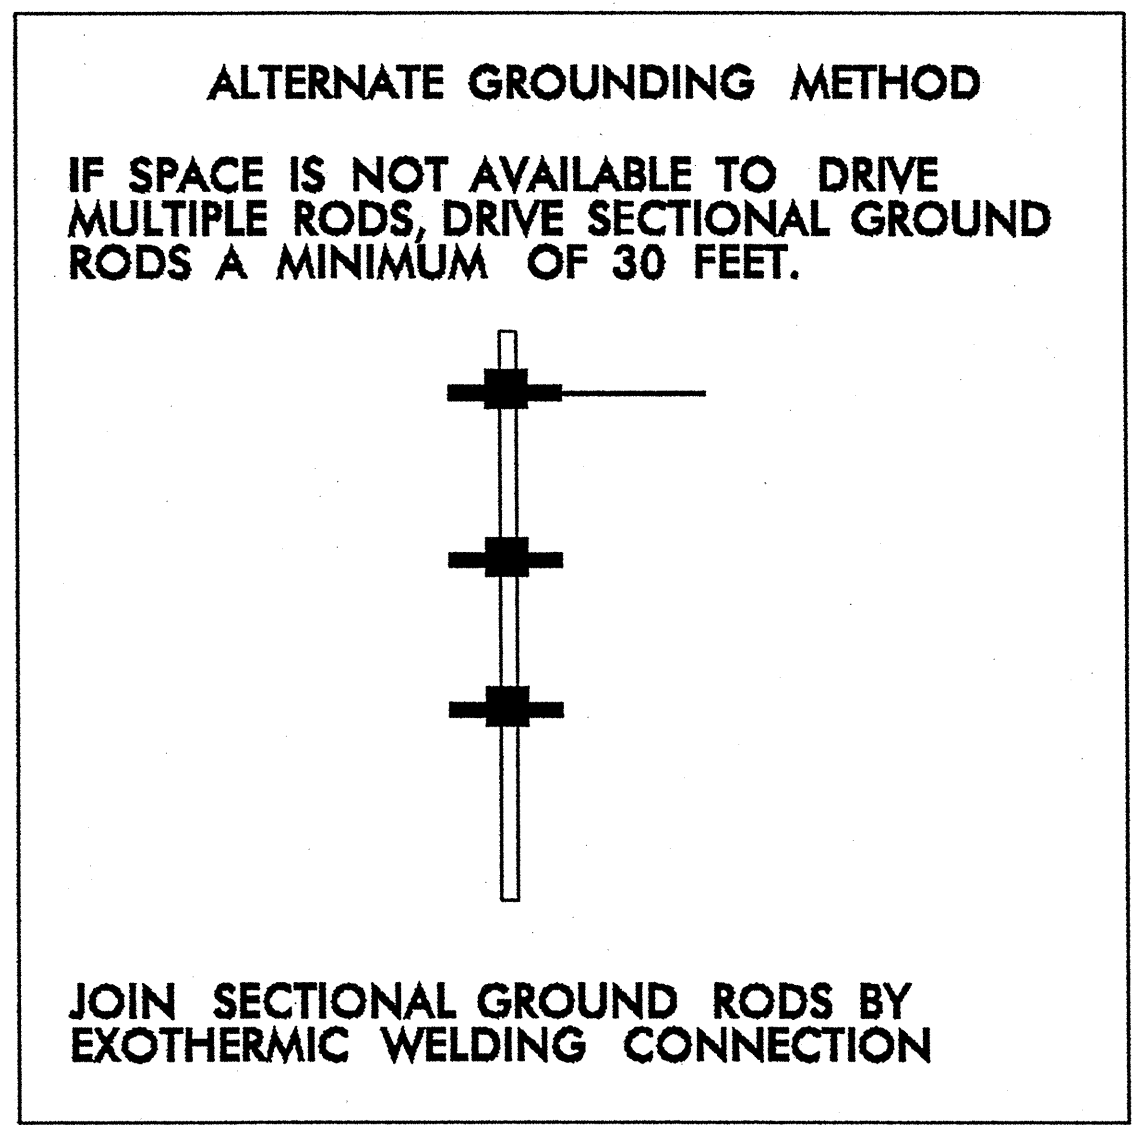 ALTERNATE GROUNDING METHOD
IF SPACE IS NOT AVAILABLE TO DRIVE
MULTIPLE RODS, DRIVE SECTIONAL GROUND
RODS A MINIMUM OF 30 FEET.
JOIN SECTIONAL GROUND RODS BY
EXOTHERMIC WELDING CONNECTION